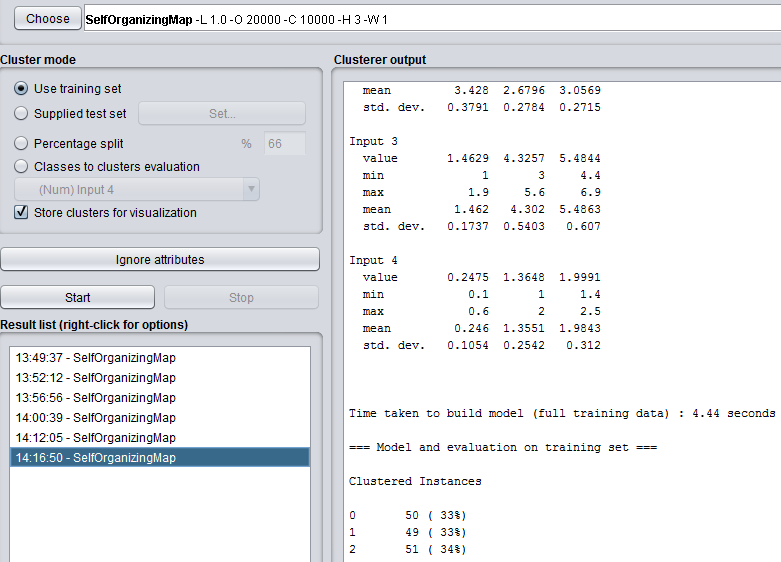 Choose
SelfOrganizingMap -L 1.0 -O 20000 -C 10000 -H 3 -W 1
Cluster mode
Use training set
Supplied test set
Set...
Percentage split
%
66
Classes to clusters evaluation
(Num) Input 4
Store clusters for visualization
Ignore attributes
Start
Stop
Result list (right-click for options)
13:49:37 - SelfOrganizingMap
13:52:12 - SelfOrganizingMap
13:56:56 - SelfOrganizingMap
14:00:39 - SelfOrganizingMap
14:12:05 - SelfOrganizingMap
14:16:50 - SelfOrganizingMap
Clusterer output
mean 3.428 2.6796 3.0569
std. dev. 0.3791 0.2784 0.2715
Input 3
value 1.4629 4.3257 5.4844
min 1 3 4.4
max 1.9 5.6 6.9
mean 1.462 4.302 5.4863
std. dev. 0.1737 0.5403 0.607
Input 4
value 0.2475 1.3648 1.9991
min 0.1 1 1.4
max 0.6 2 2.5
mean 0.246 1.3551 1.9843
std. dev. 0.1054 0.2542 0.312
Time taken to build model (full training data) : 4.44 seconds
=== Model and evaluation on training set ===
Clustered Instances
0 50 ( 33%)
1 49 ( 33%)
2 51 ( 34%)